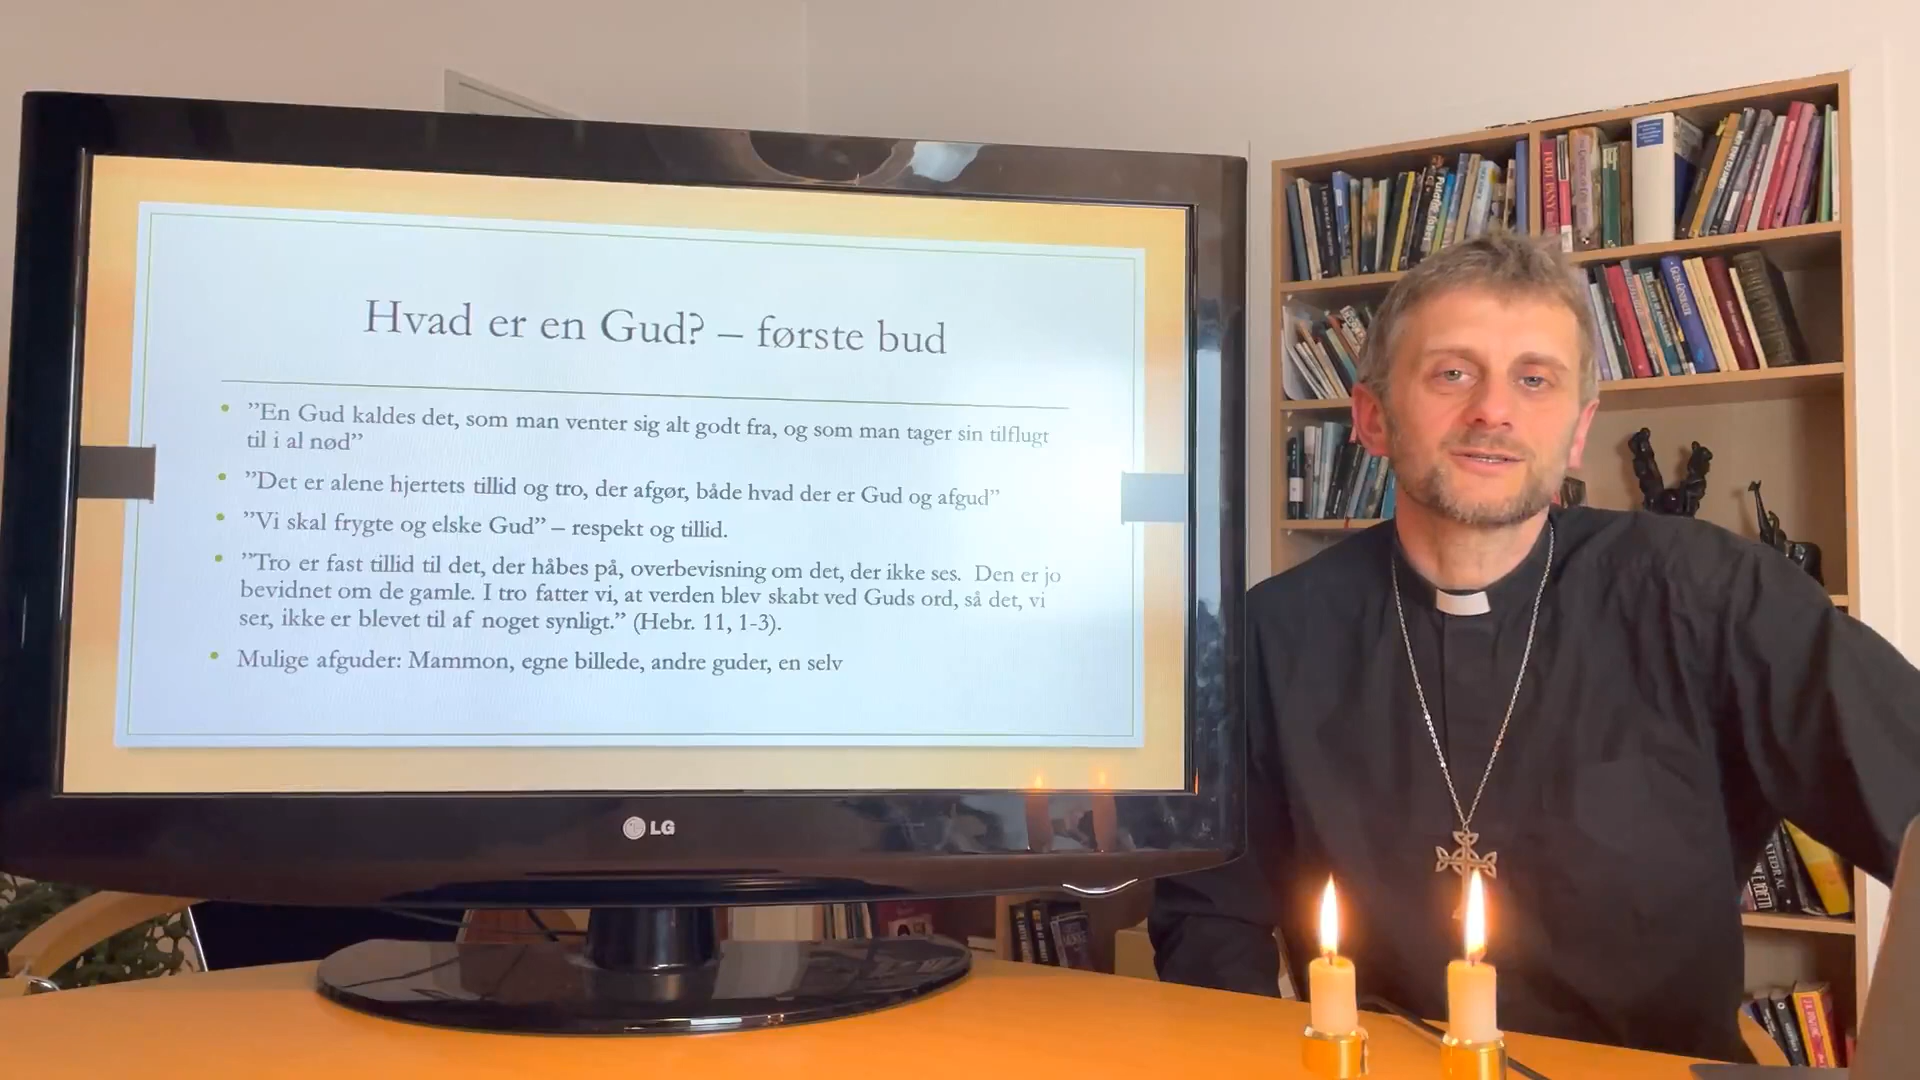 Hvad er en Gud? – første bud
”En Gud kaldes det, som man venter sig alt godt fra, og som man tager sin tilflugt
til i al nød”
”Det er alene hjertets tillid og tro, der afgør, både hvad der er Gud og afgud”
”Vi skal frygte og elske Gud” – respekt og tillid.
”Tro er fast tillid til det, der håbes på, overbevisning om det, der ikke ses. Den er jo
bevidnet om de gamle. I tro fatter vi, at verden blev skabt ved Guds ord, så det, vi
ser, ikke er blevet til af noget synligt.” (Hebr. 11, 1-3).
Mulige afguder: Mammon, egne billede, andre guder, en selv
LG